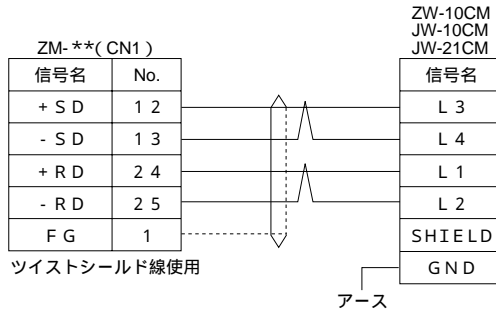 ZW-10CM
JW-10CM
ZM-**(CN1) JW-21CM
信号名 No. 信号名
+SD 12 L3
-SD 13 L4
+RD 24 L1
-RD 25 L2
FG 1 SHIELD
ツイストシールド線使用 GND
アース